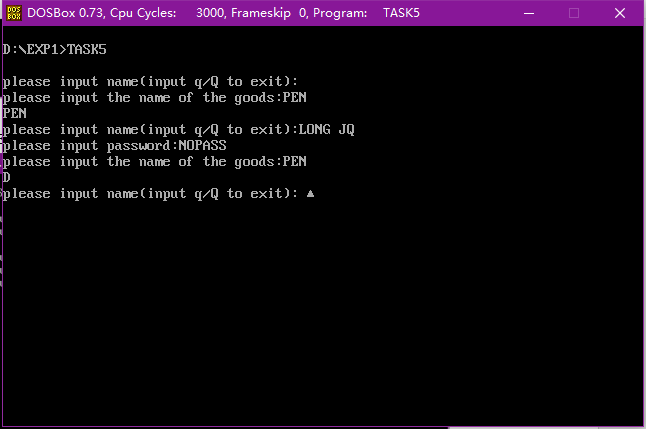 DOS
BOX
DOSBox 0.73, Cpu Cycles: 3000, Frameskip 0, Program: TASK5
D:\EXP1>TASK5
please input name(input q/Q to exit):
please input the name of the goods:PEN
PEN
please input name(input q/Q to exit):LONG JQ
please input password:NOPASS
please input the name of the goods:PEN
D
please input name(input q/Q to exit): ▲